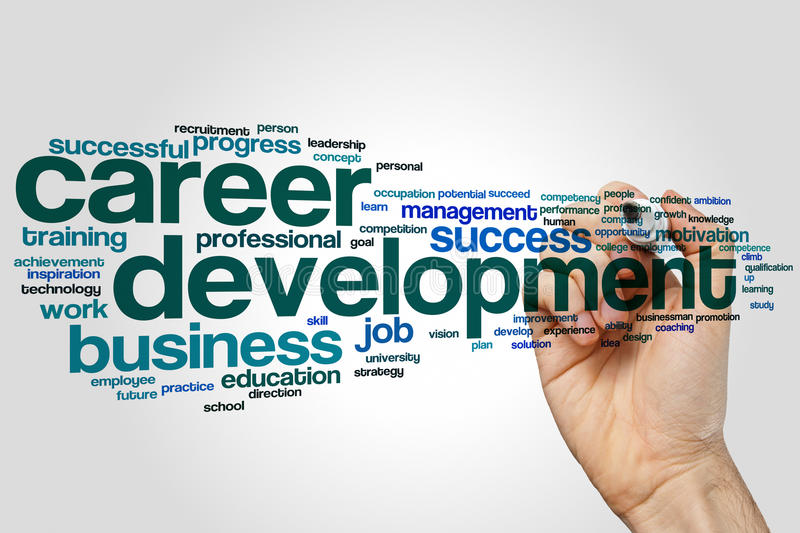 recruitment person
successful progress leadership
concept
career personal
occupation potential succeed competency people confident ambition
learn management performance profession growth knowledge
human company
training professional goal competition success opportunity motivation
college employment competence
achievement climb
inspiration development qualification
technology up
learning
work study
skill job vision improvement businessman promotion
develop experience ability coaching
business plan solution idea design
university
employee education strategy
future practice direction
school